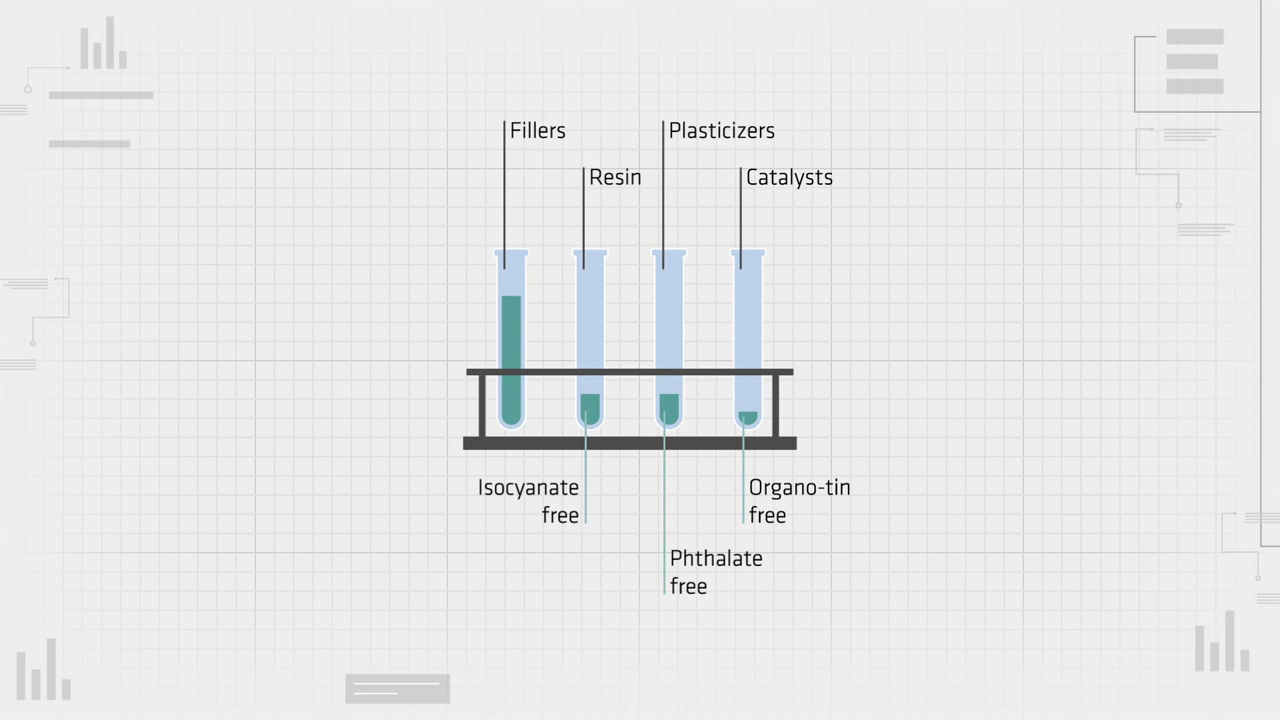 Fillers
Plasticizers
Resin
Catalysts
Isocyanate
free
Organo-tin
free
Phthalate
free